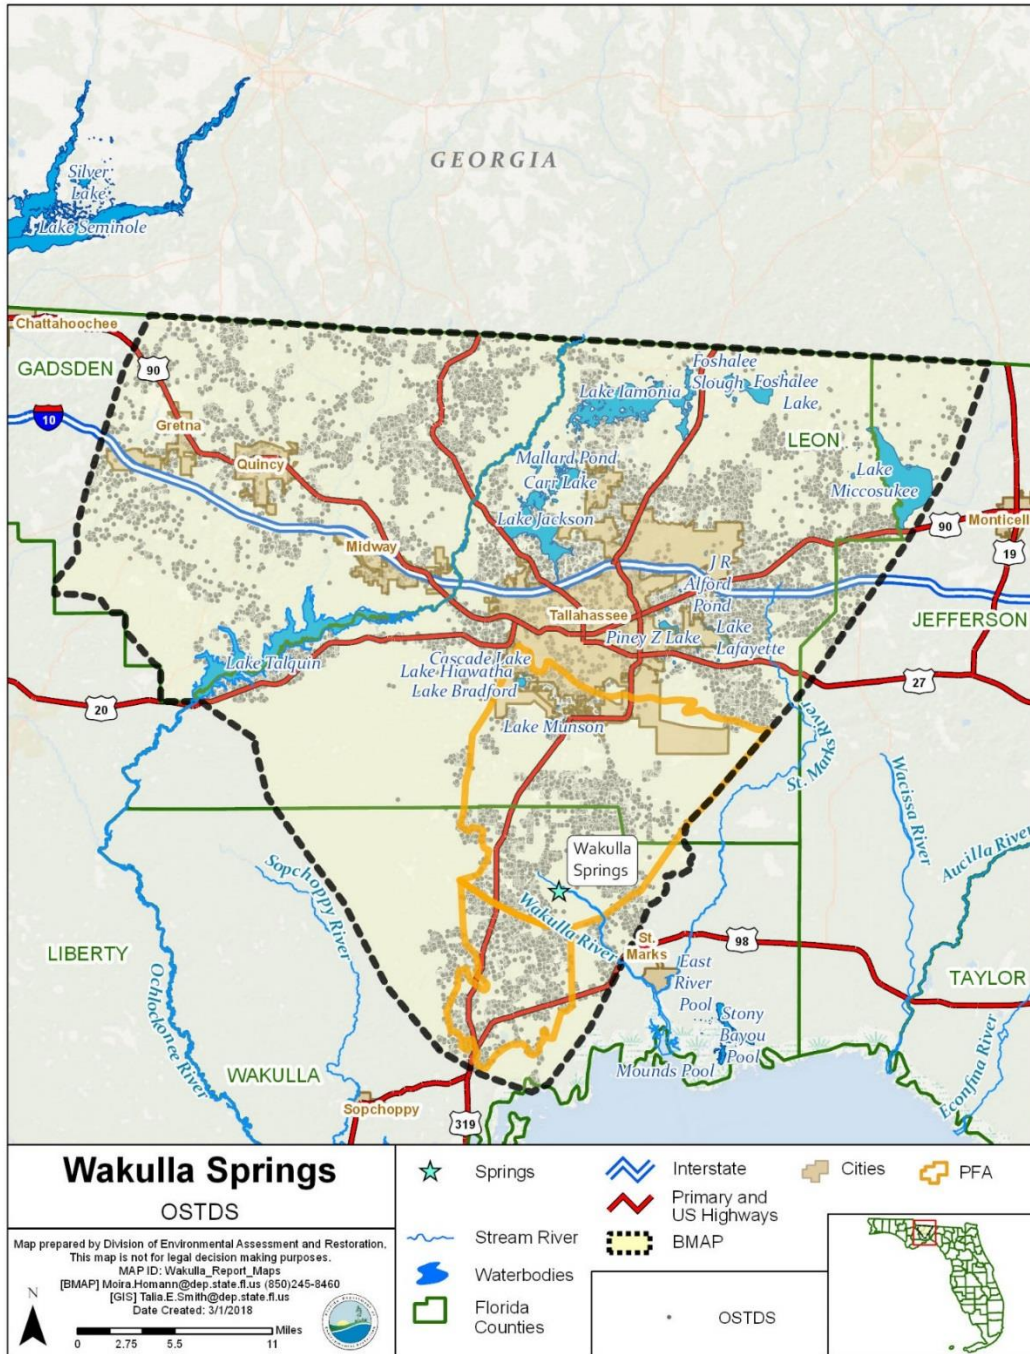 GEORGIA
Silver
Lake
Lake Seminole
Chattahoochee
GADSDEN
90
10
Gretna
Quincy
Midway
Foshalee
Slough
Foshalee
Lake
Lake Iamonia
LEON
Mallard Pond
Carr Lake
Lake Jackson
Lake
Miccosukee
90
Monticell
19
J R
Alford
Pond
JEFFERSON
Tallahassee
Piney Z Lake
Lake
Lafayette
Cascade Lake
Lake Hiawatha
Lake Bradford
Lake Talquin
20
27
Lake Munson
St. Marks River
Wacissa River
Aucilla River
Wakulla
Springs
Sopchoppy River
Wakulla River
LIBERTY
Ochlockonee River
St.
Marks
98
East
River
Pool
Stony
Bayou
Pool
Mounds Pool
TAYLOR
Econfina River
WAKULLA
Sopchoppy
319
Wakulla Springs
OSTDS
Map prepared by Division of Environmental Assessment and Restoration.
This map is not for legal decision making purposes.
MAP ID: Wakulla_Report_Maps
[BMAP] Moira.Homann@dep.state.fl.us (850)245-8460
[GIS] Talia.E.Smith@dep.state.fl.us
Date Created: 3/1/2018
N
Miles
0 2.75 5.5 11
Springs
Interstate
Cities
PFA
Primary and
US Highways
Stream River
BMAP
Waterbodies
Florida
Counties
OSTDS